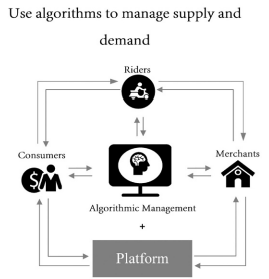 Use algorithms to manage supply and
demand
Riders
Consumers
Merchants
$
Algorithmic Management
+
Platform